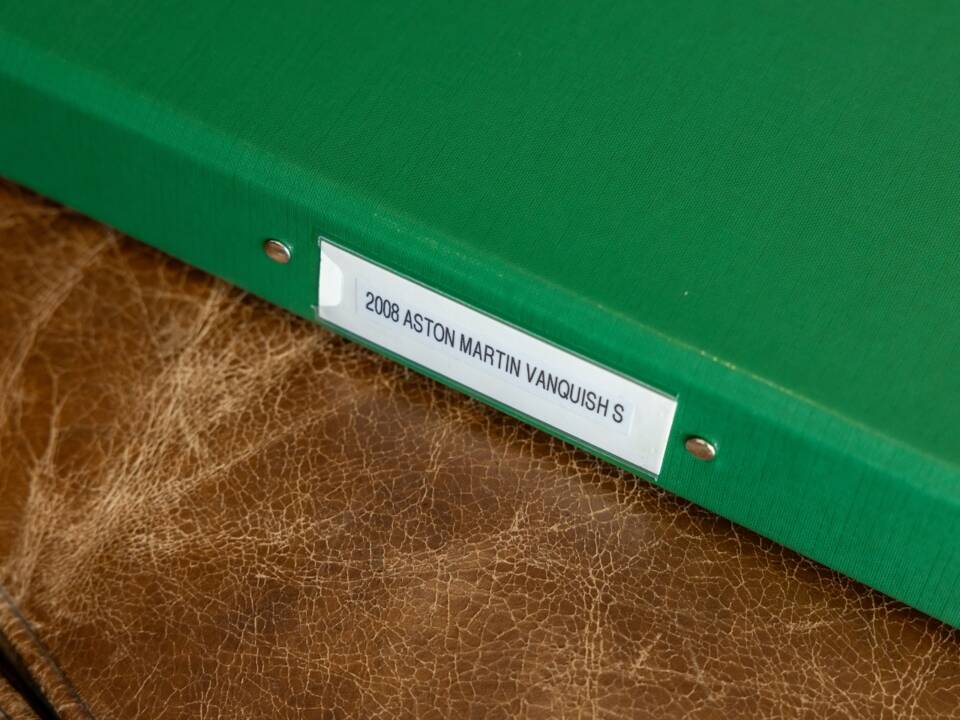 2008 ASTON MARTIN VANQUISH S